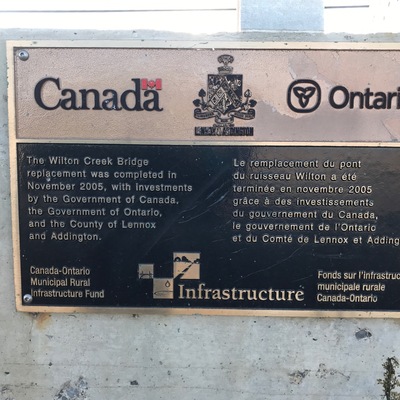 Canada
Ontari
The Wilton Creek Bridge
replacement was completed in
November 2005, with investments
by the Government of Canada,
the Government of Ontario,
and the County of Lennox
and Addington.
Le remplacement du pont
du ruisseau Wilton a été
terminée en novembre 2005
grâce à des investissements
du gouvernement du Canada,
le gouvernement de l'Ontario
et du Comté de Lennox et Adding
Canada-Ontario
Municipal Rural
Infrastructure Fund
Infrastructure
Fonds sur l'infrastruc
municipale rurale
Canada-Ontario